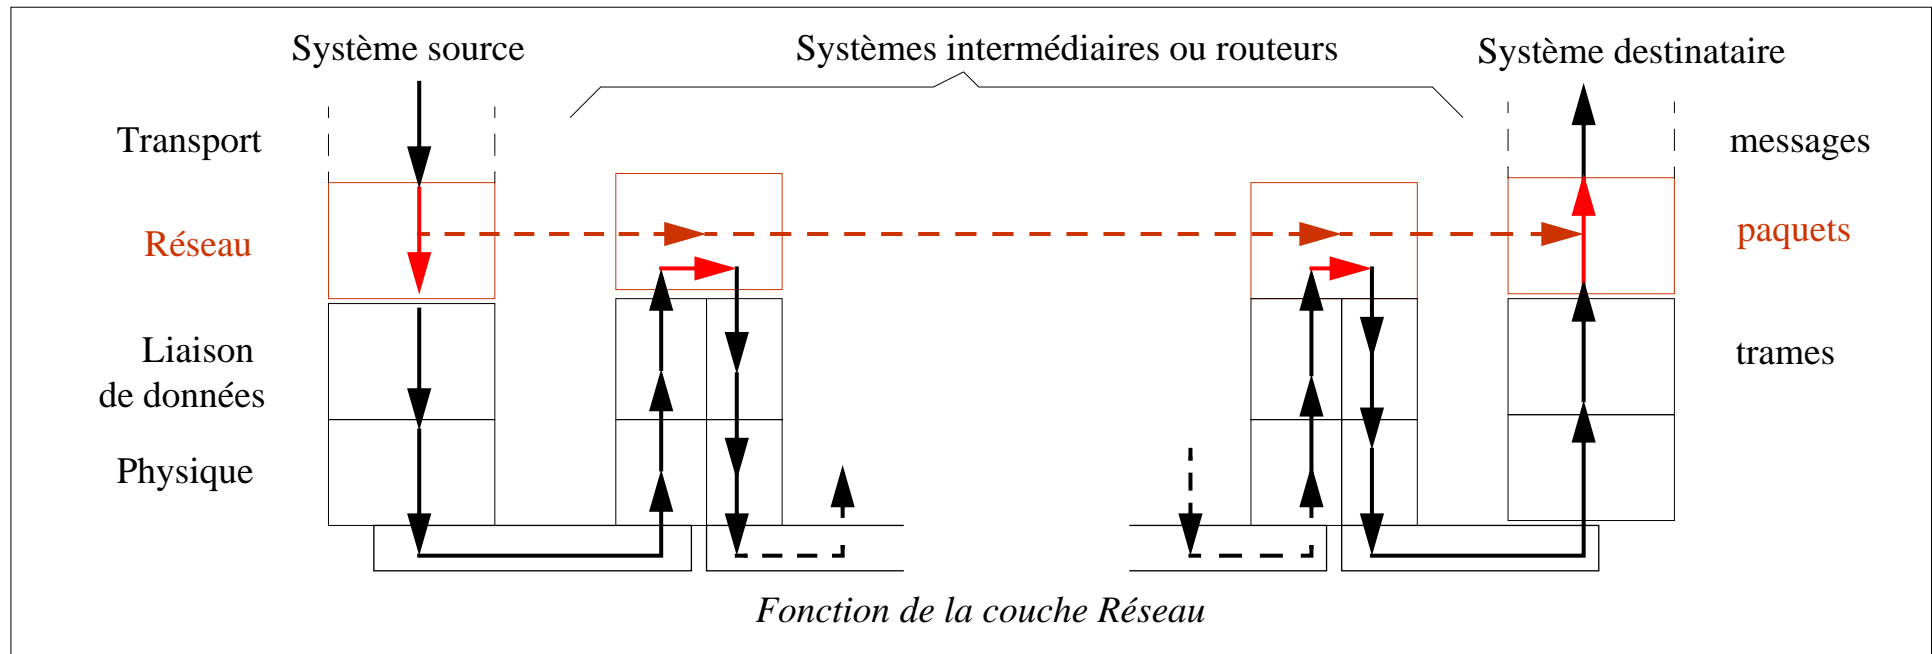 Système source
Systèmes intermédiaires ou routeurs
Système destinataire
Transport
messages
Réseau
paquets
Liaison
de données
trames
Physique
Fonction de la couche Réseau